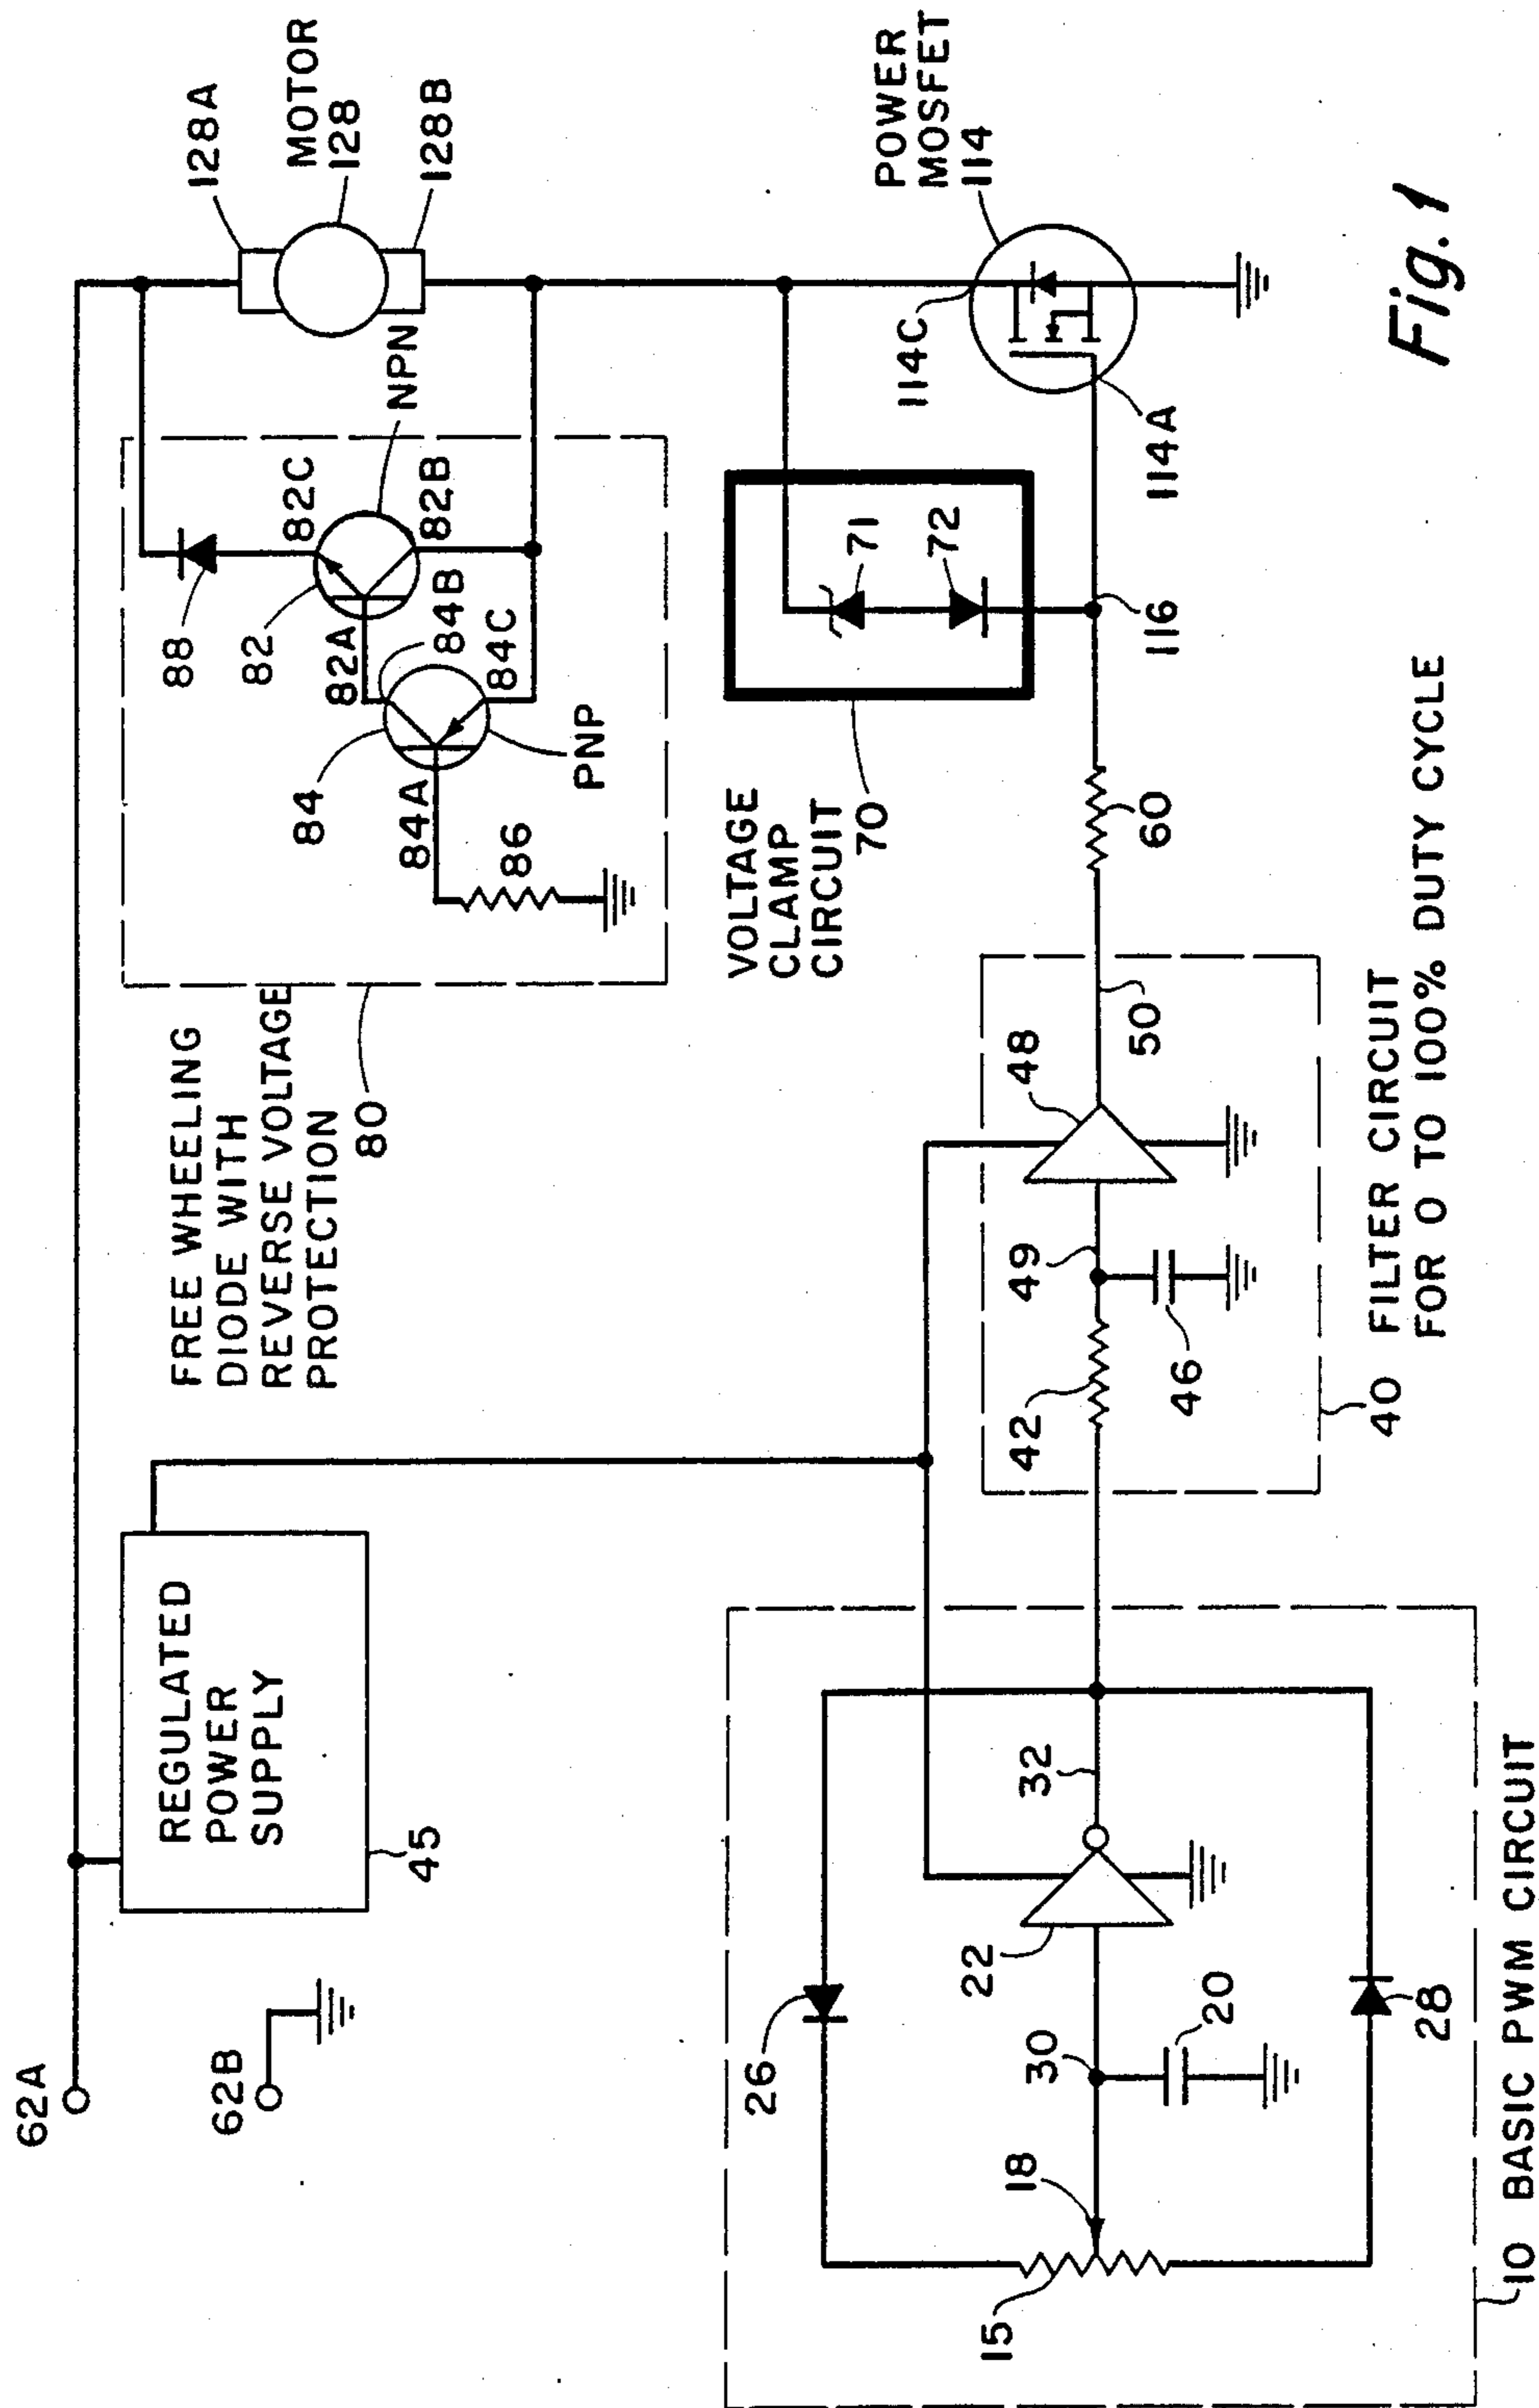 62A
62B
REGULATED
POWER
SUPPLY
45
FREE WHEELING
DIODE WITH
REVERSE VOLTAGE
PROTECTION
80
88
82
82C
NPN
82A
82B
84
84B
84C
84A
PNP
86
128A
MOTOR
128
128B
VOLTAGE
CLAMP
CIRCUIT
70
71
72
POWER
MOSFET
114
114C
114A
116
60
26
22
32
30
20
18
15
28
10 BASIC PWM CIRCUIT
42
49
48
46
50
40 FILTER CIRCUIT
FOR 0 TO 100% DUTY CYCLE
Fig. 1